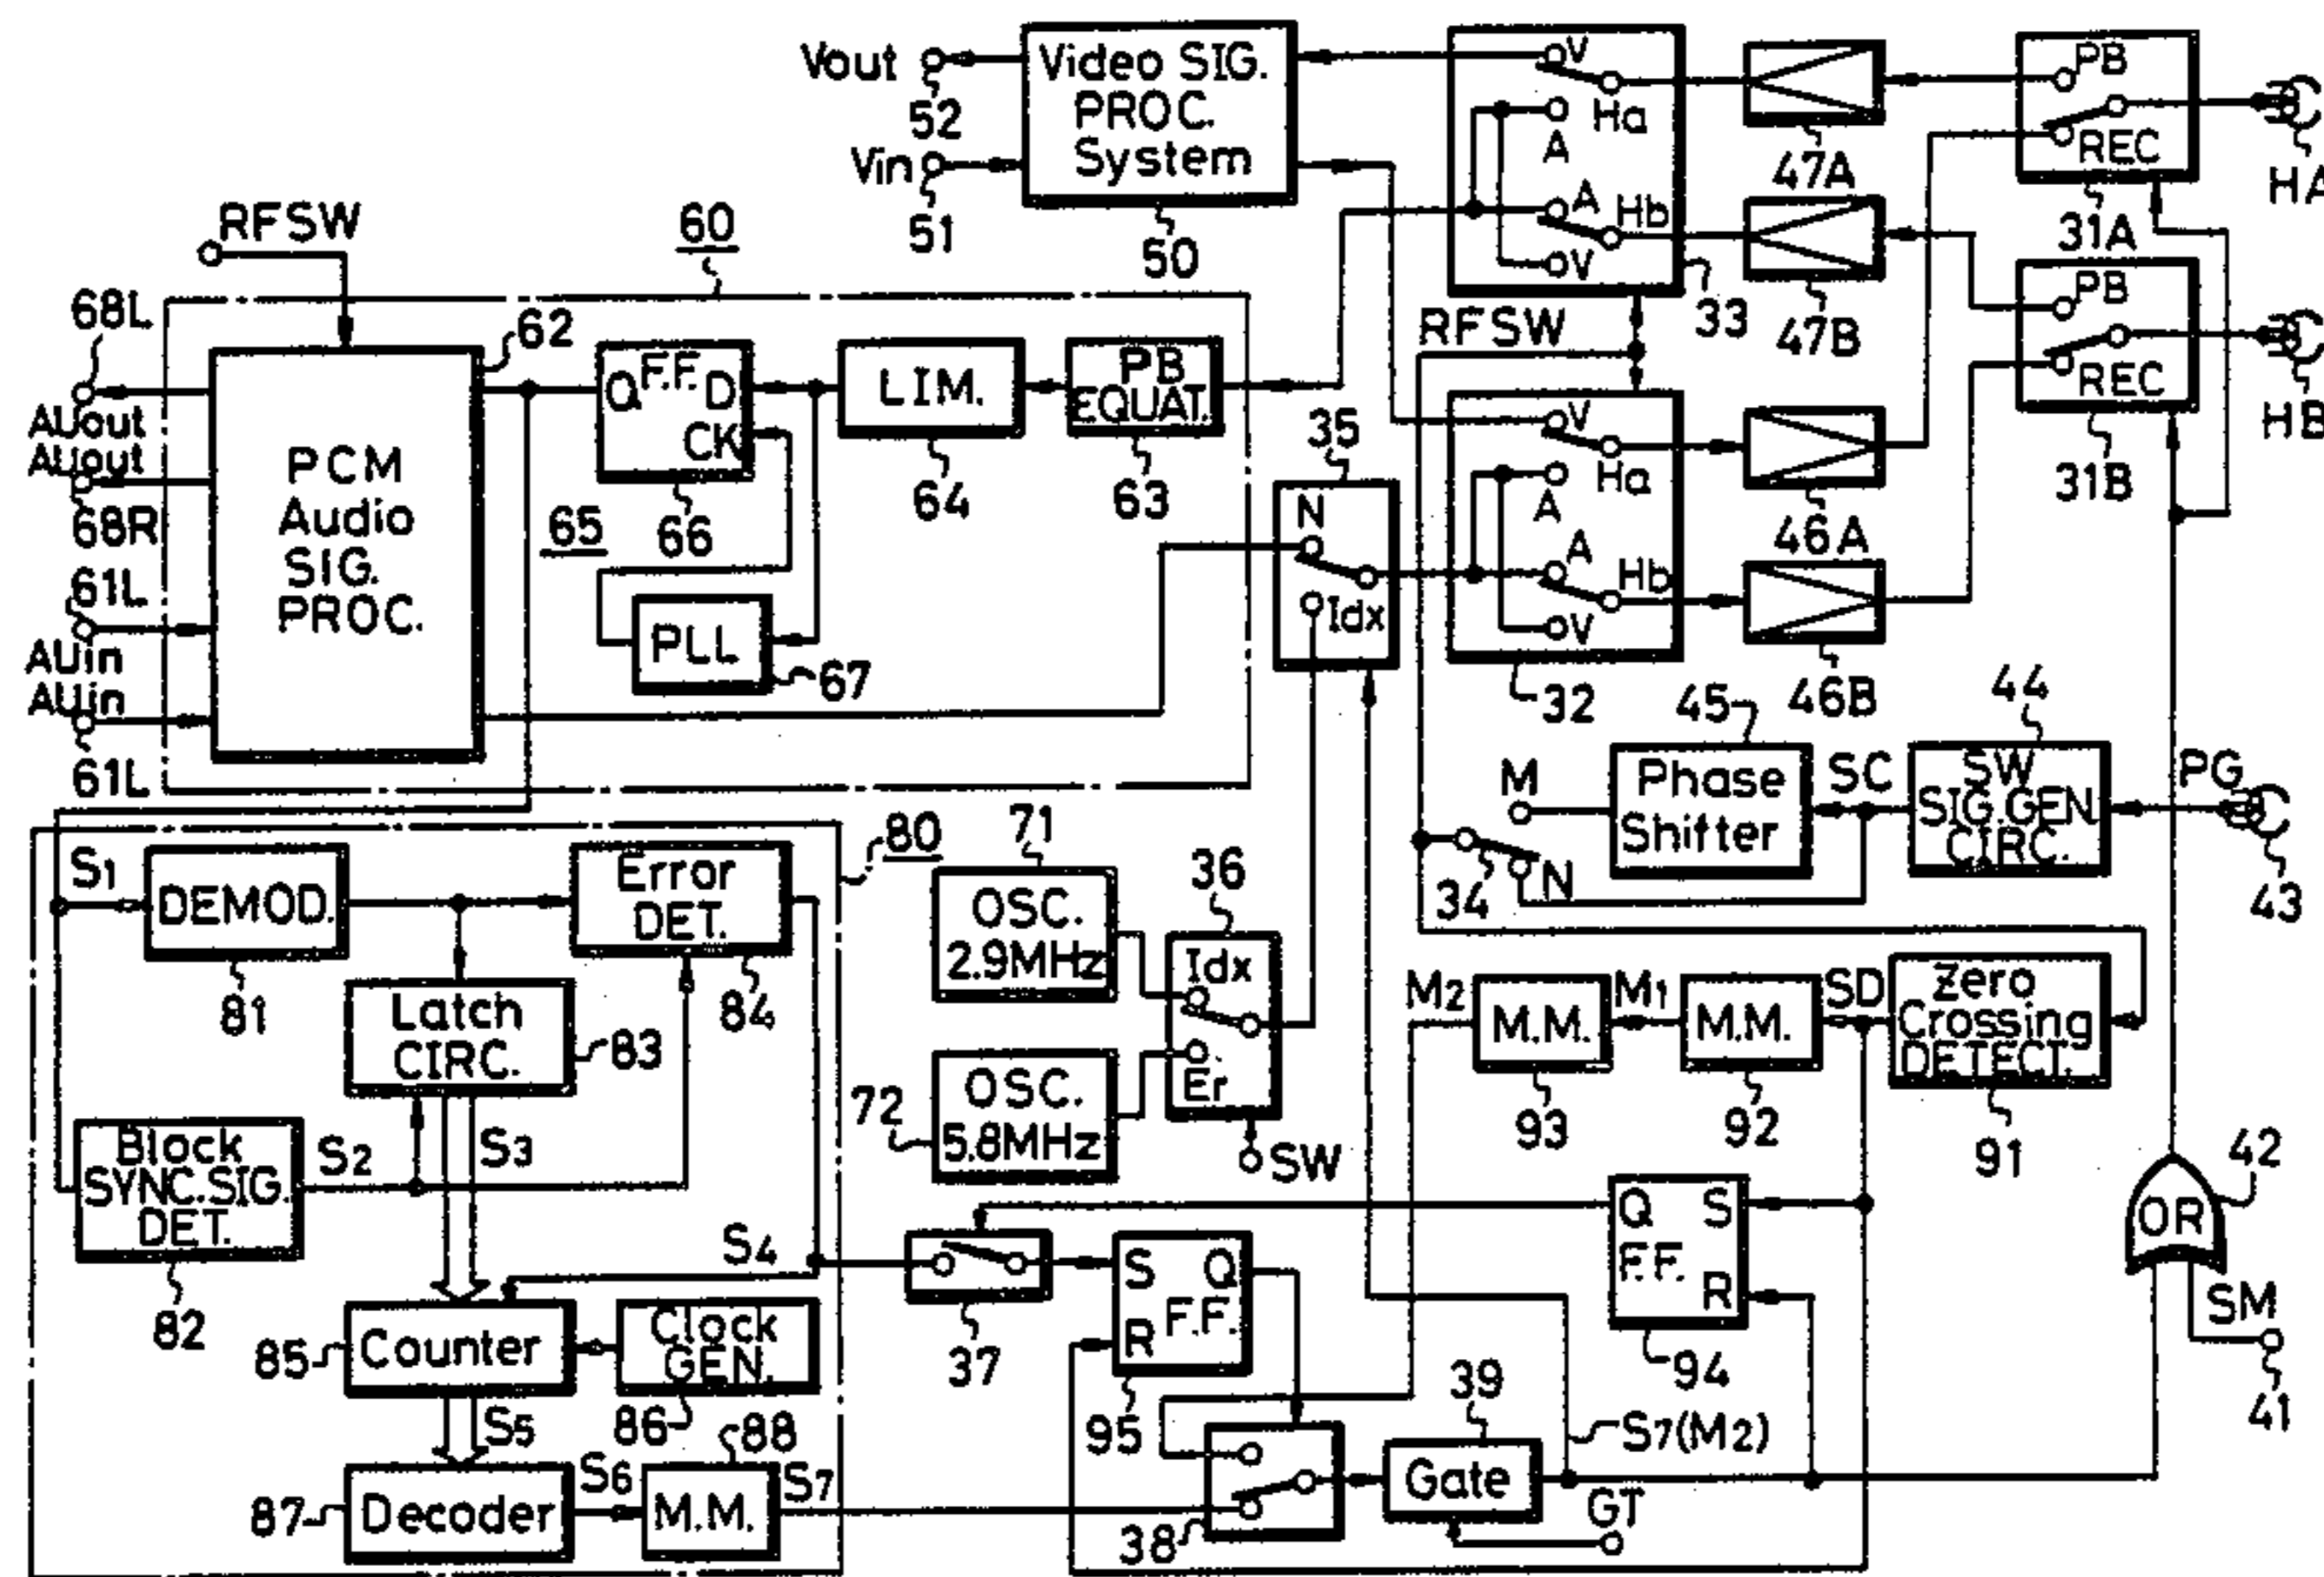 Vout
52
Vin
51
Video SIG.
PROC.
System
50
V
A
Ha
A
Hb
V
33
47A
47B
PB
REC
31A
PB
REC
31B
HA
HB
RFSW
60
68L
AUout
AUout
68R
61L
AUin
AUin
61L
62
PCM
Audio
SIG.
PROC.
Q F.F. D
CK
66
65
LIM.
64
PB
EQUAT.
63
PLL
67
RFSW
35
N
Idx
V
A
Ha
A
Hb
V
32
46A
46B
45
Phase
Shifter
M
N
34
SC
44
SW
SIG.GEN
CIRC.
PG
43
80
S1
DEMOD.
81
Error
DET.
84
Latch
CIRC.
83
Block
SYNC.SIG.
DET.
82
S2
S3
S4
Counter
85
Clock
GEN.
86
S5
Decoder
87
S6
M.M.
88
S7
71
OSC.
2.9MHz
72
OSC.
5.8MHz
36
Idx
Er
SW
M2
M.M.
93
M1
M.M.
92
SD
Zero
Crossing
DETECT.
91
37
S Q
F.F.
R
95
Q S
F.F.
R
94
38
39
Gate
GT
S7(M2)
OR
42
SM
41